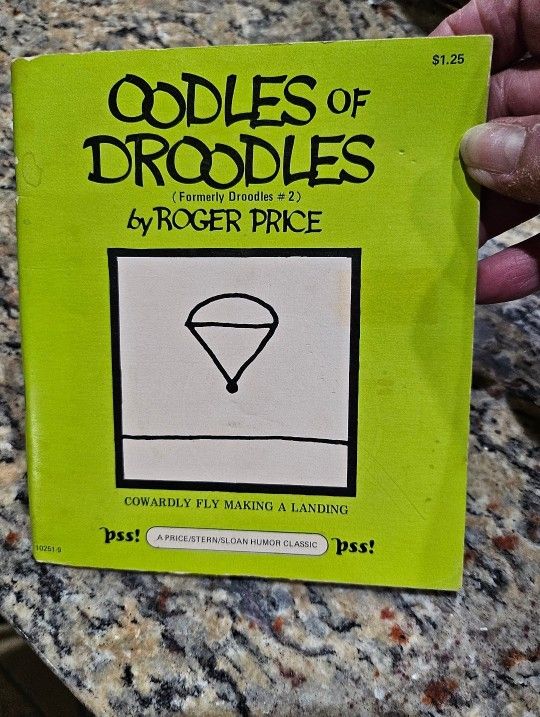 $1.25
OODLES OF
DROODLES
(Formerly Droodles # 2)
by ROGER PRICE
COWARDLY FLY MAKING A LANDING
pss! A PRICE/STERN/SLOAN HUMOR CLASSIC pss!
10251-9